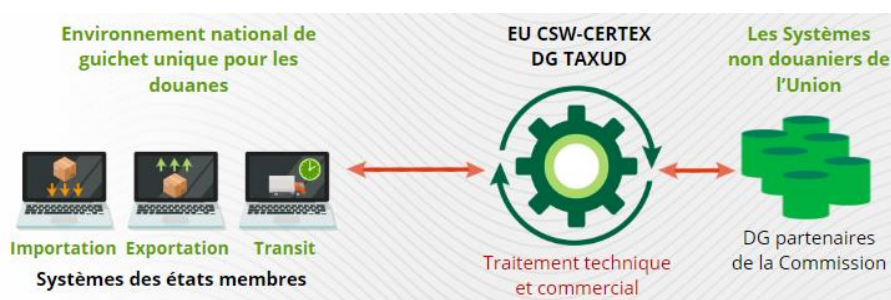 Environnement national de
guichet unique pour les
douanes
Importation
Exportation
Transit
Systèmes des états membres
EU CSW-CERTEX
DG TAXUD
Traitement technique
et commercial
Les Systèmes
non douaniers de
l’Union
DG partenaires
de la Commission